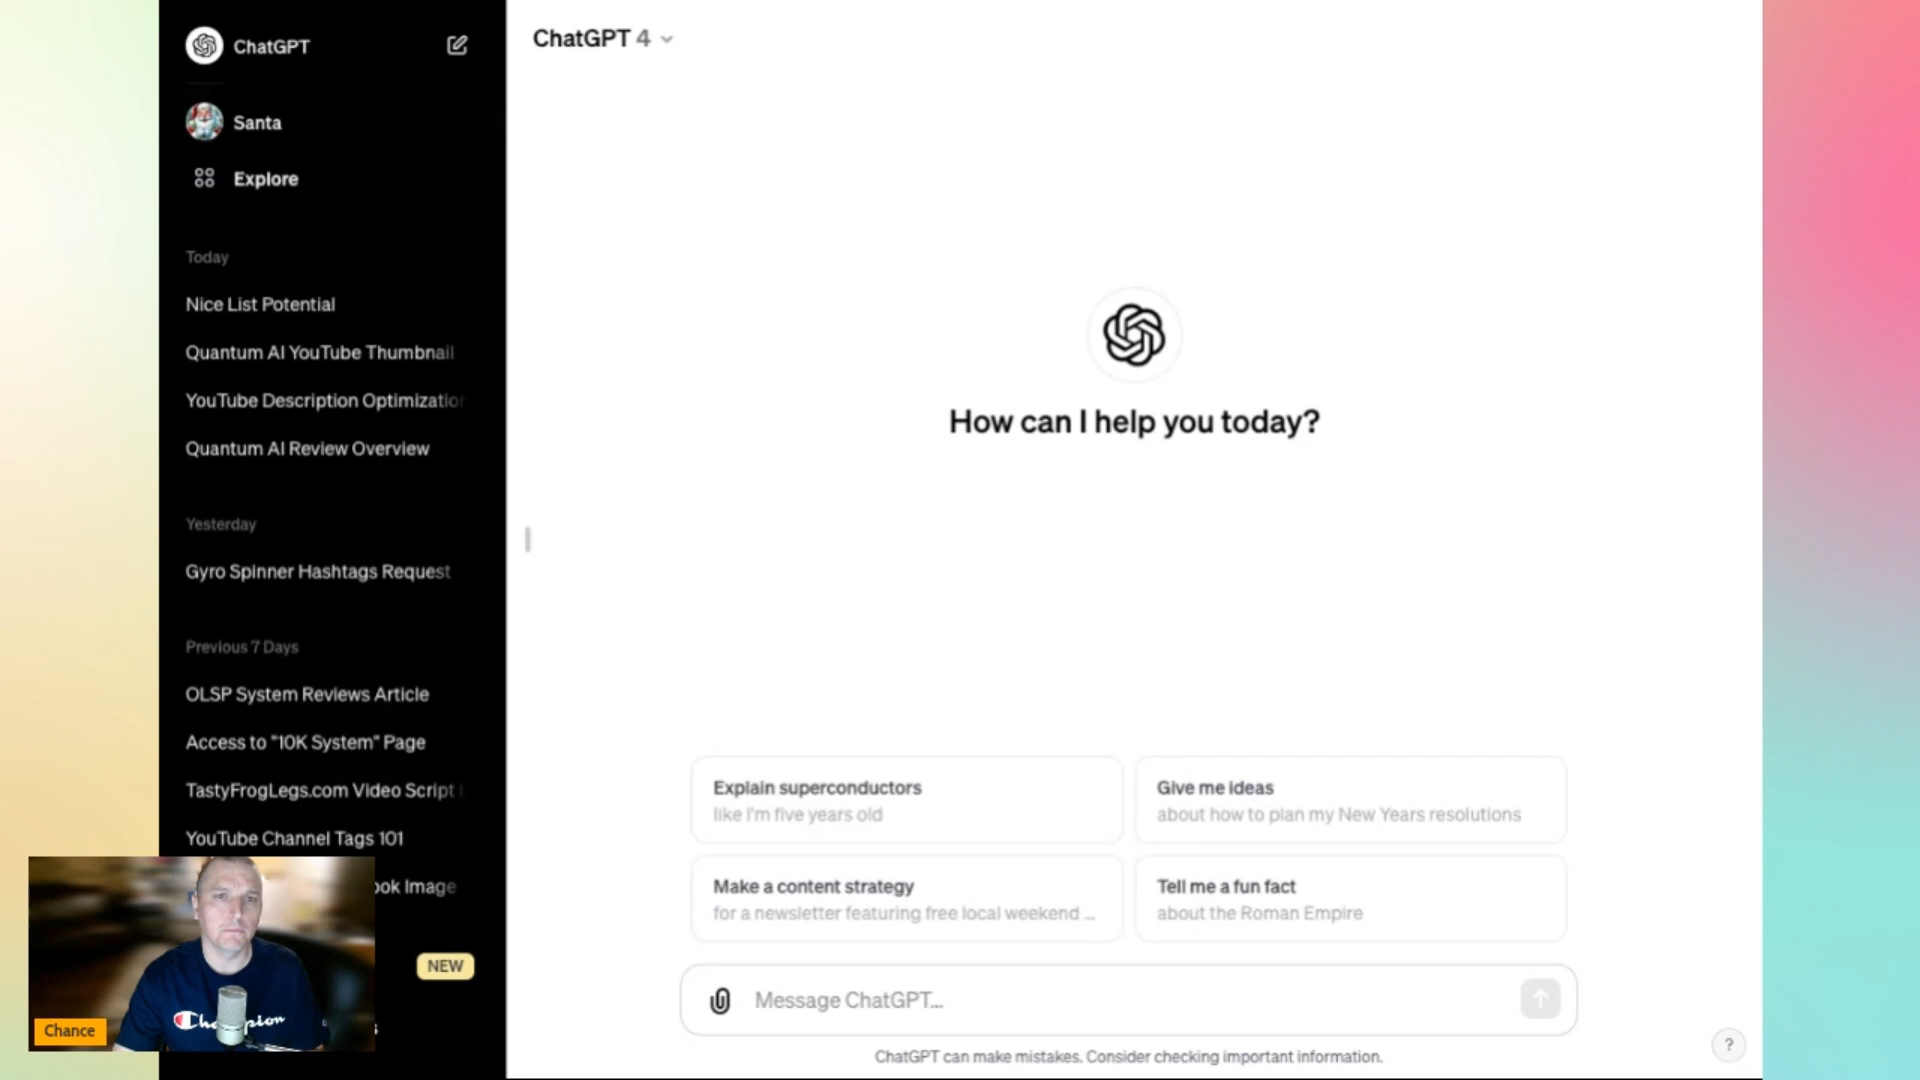 ChatGPT
Santa
Explore
Today
Nice List Potential
Quantum AI YouTube Thumbnail
YouTube Description Optimization
Quantum AI Review Overview
Yesterday
Gyro Spinner Hashtags Request
Previous 7 Days
OLSP System Reviews Article
Access to "10K System" Page
TastyFrogLegs.com Video Script
YouTube Channel Tags 101
Image
NEW
Champion
Chance
ChatGPT 4
How can I help you today?
Explain superconductors
like I'm five years old
Give me ideas
about how to plan my New Years resolutions
Make a content strategy
for a newsletter featuring free local weekend ...
Tell me a fun fact
about the Roman Empire
Message ChatGPT...
ChatGPT can make mistakes. Consider checking important information.
?